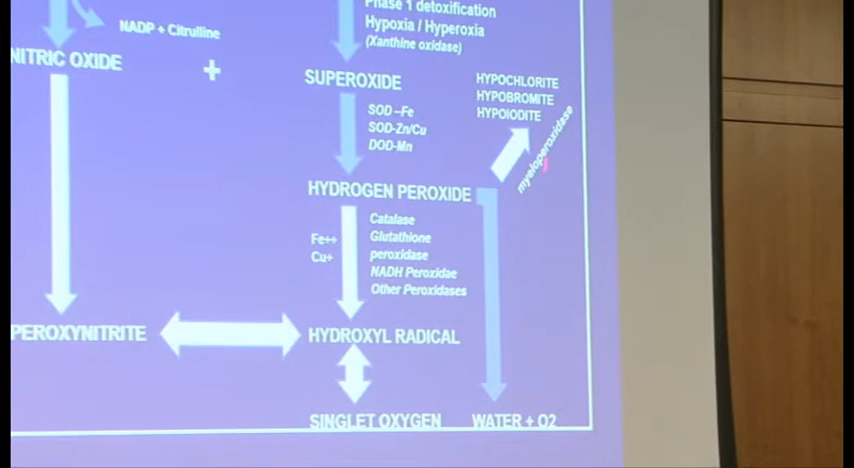 Phase 1 detoxification
Hypoxia / Hyperoxia
(Xanthine oxidase)
NADP + Citrulline
NITRIC OXIDE
+
SUPEROXIDE
HYPOCHLORITE
HYPOBROMITE
HYPOIODITE
SOD –Fe
SOD-Zn/Cu
DOD-Mn
myeloperoxidase
HYDROGEN PEROXIDE
Fe++
Cu+
Catalase
Glutathione
peroxidase
NADH Peroxidae
Other Peroxidases
PEROXYNITRITE
HYDROXYL RADICAL
SINGLET OXYGEN
WATER + O2